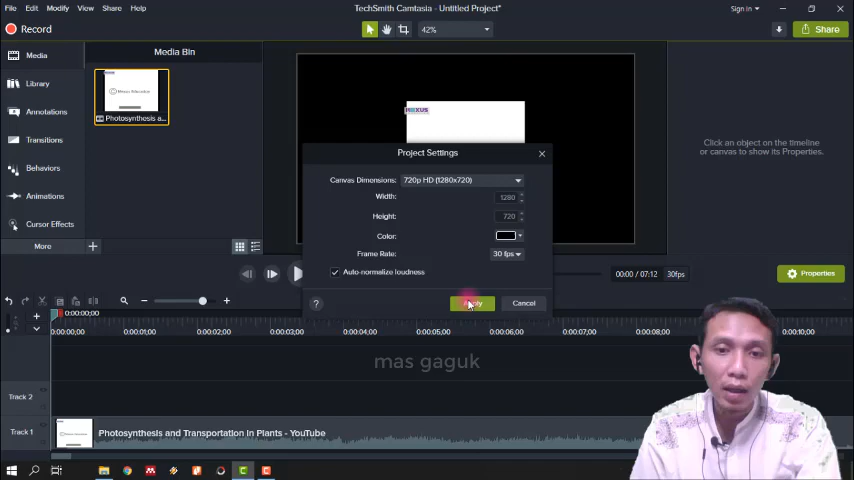 File Edit Modify View Share Help
TechSmith Camtasia - Untitled Project*
Sign in
Record
42%
Share
Media
Library
Annotations
Transitions
Behaviors
Animations
Cursor Effects
More
Media Bin
Photosynthesis a...
NEXUS
Click an object on the timeline
or canvas to show its Properties.
Project Settings
Canvas Dimensions: 720p HD (1280x720)
Width: 1280
Height: 720
Color:
Frame Rate: 30 fps
Auto-normalize loudness
?
Apply
Cancel
00:00 / 07:12 30fps
Properties
0:00:00;00
0:00:00;00 0:00:01;00 0:00:02;00 0:00:03;00 0:00:04;00 0:00:05;00 0:00:06;00 0:00:07;00 0:00:10;00
mas gaguk
Track 2
Track 1
Photosynthesis and Transportation in Plants - YouTube